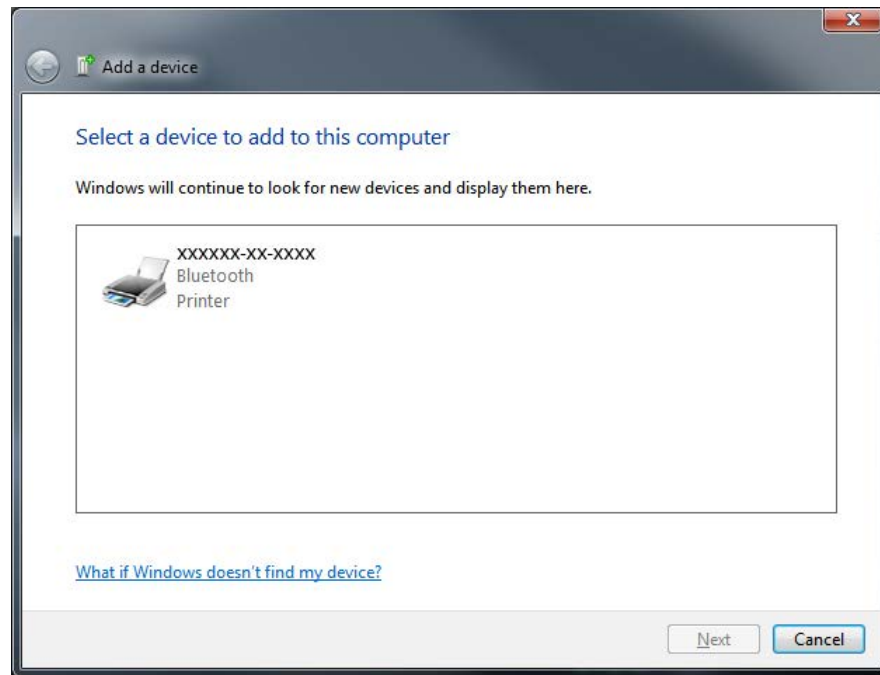 Add a device
Select a device to add to this computer
Windows will continue to look for new devices and display them here.
XXXXXX-XX-XXXX
Bluetooth
Printer
What if Windows doesn't find my device?
Next
Cancel